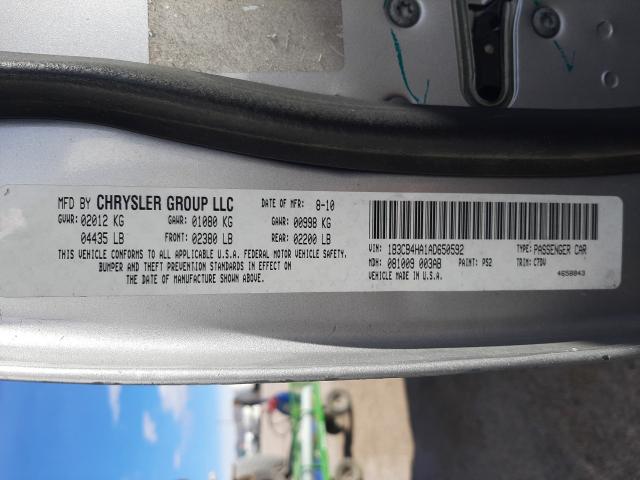 MFD BY CHRYSLER GROUP LLC DATE OF MFR: 8-10
GVWR: 02012 KG GAWR: 01080 KG GAWR: 00998 KG
04435 LB FRONT: 02380 LB REAR: 02200 LB
THIS VEHICLE CONFORMS TO ALL APPLICABLE U.S.A. FEDERAL MOTOR VEHICLE SAFETY,
BUMPER AND THEFT PREVENTION STANDARDS IN EFFECT ON
THE DATE OF MANUFACTURE SHOWN ABOVE.
VIN: 1B3CB4HA1AD650592 TYPE: PASSENGER CAR
MDH: 081009 003AB PAINT: PS2 TRIM: C7DV
VEHICLE MADE IN U.S.A. 4658043